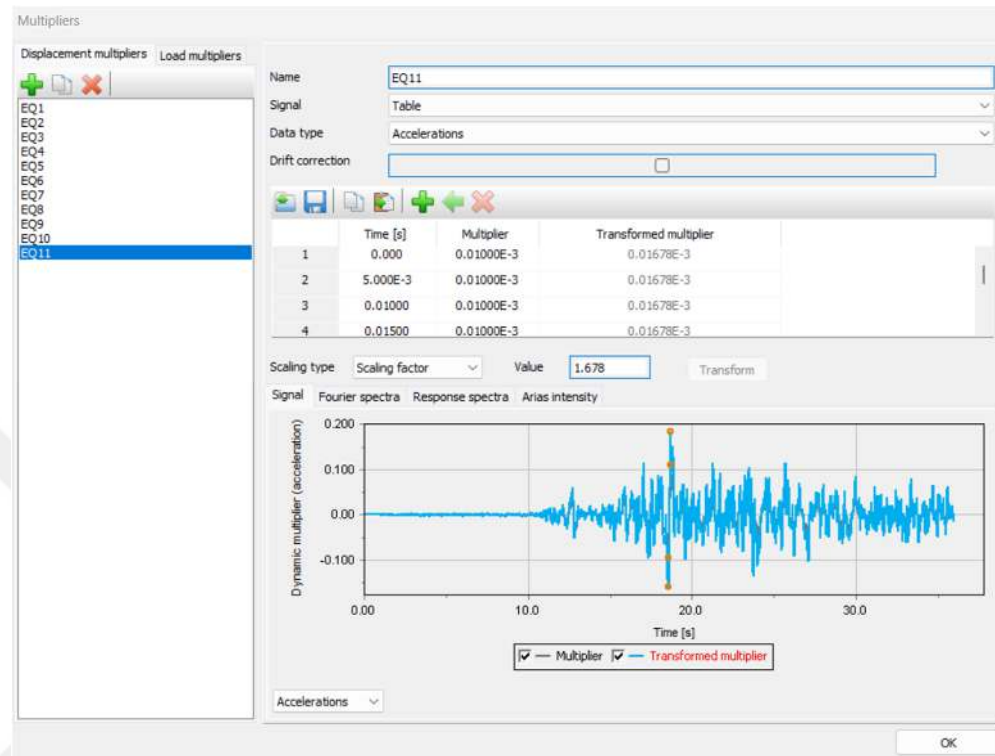 Multipliers
Displacement multipliers Load multipliers
EQ1
EQ2
EQ3
EQ4
EQ5
EQ6
EQ7
EQ8
EQ9
EQ10
EQ11
Name EQ11
Signal Table
Data type Accelerations
Drift correction
Time [s] Multiplier Transformed multiplier
1 0.000 0.01000E-3 0.01678E-3
2 5.000E-3 0.01000E-3 0.01678E-3
3 0.01000 0.01000E-3 0.01678E-3
4 0.01500 0.01000E-3 0.01678E-3
Scaling type Scaling factor Value 1.678 Transform
Signal Fourier spectra Response spectra Arias intensity
Dynamic multiplier (acceleration)
0.200
0.100
0.00
-0.100
0.00 10.0 20.0 30.0
Time [s]
Multiplier Transformed multiplier
Accelerations
OK